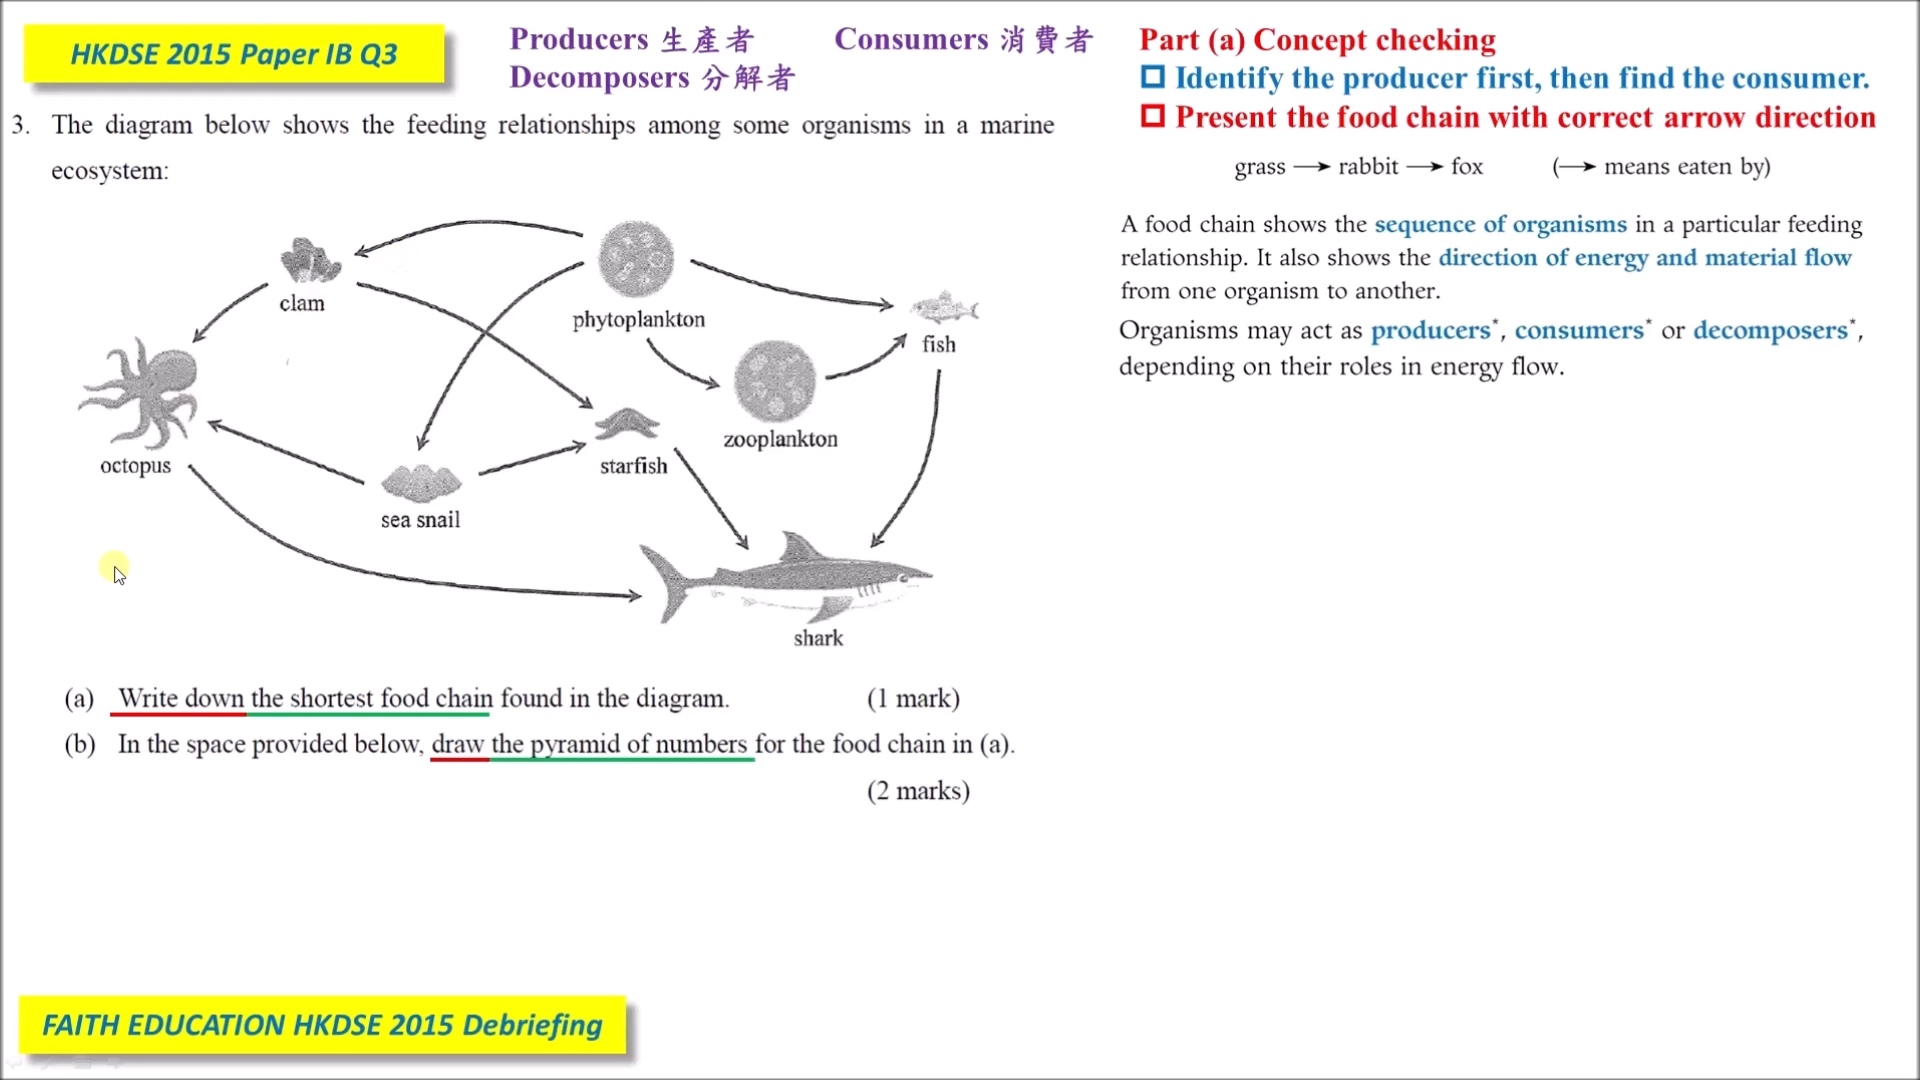 HKDSE 2015 Paper IB Q3
Producers 生產者 Consumers 消費者
Decomposers 分解者
3. The diagram below shows the feeding relationships among some organisms in a marine
ecosystem:
clam
phytoplankton
fish
octopus
zooplankton
starfish
sea snail
shark
(a) Write down the shortest food chain found in the diagram. (1 mark)
(b) In the space provided below, draw the pyramid of numbers for the food chain in (a).
(2 marks)
Part (a) Concept checking
Identify the producer first, then find the consumer.
Present the food chain with correct arrow direction
grass → rabbit → fox (→ means eaten by)
A food chain shows the sequence of organisms in a particular feeding
relationship. It also shows the direction of energy and material flow
from one organism to another.
Organisms may act as producers*, consumers* or decomposers*,
depending on their roles in energy flow.
FAITH EDUCATION HKDSE 2015 Debriefing